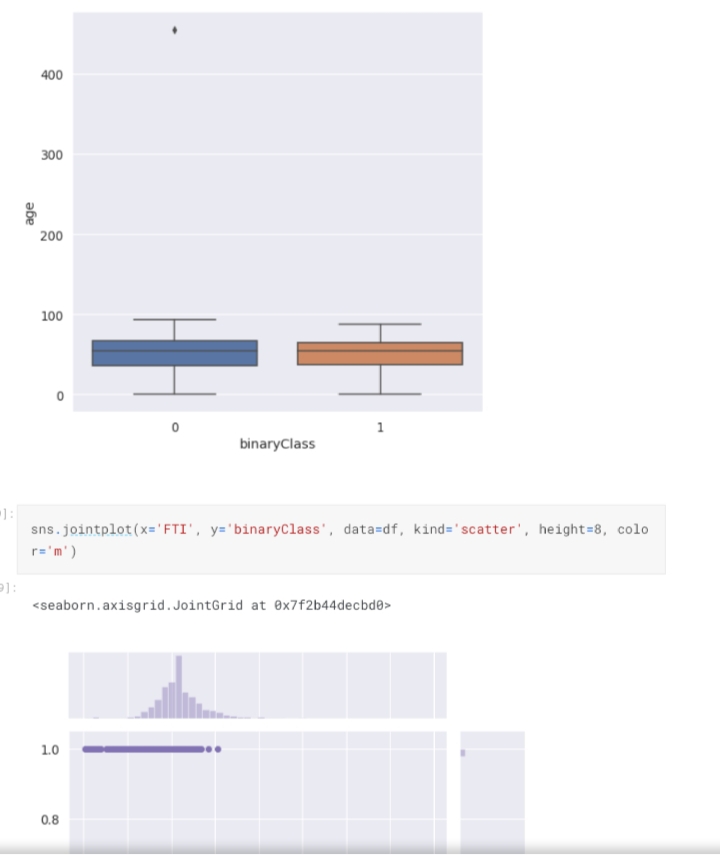 400
300
age
200
100
0
0 1
binaryClass
]:
sns.jointplot(x='FTI', y='binaryClass', data=df, kind='scatter', height=8, colo
r='m')
9]:
<seaborn.axisgrid.JointGrid at 0x7f2b44decbd0>
1.0
0.8